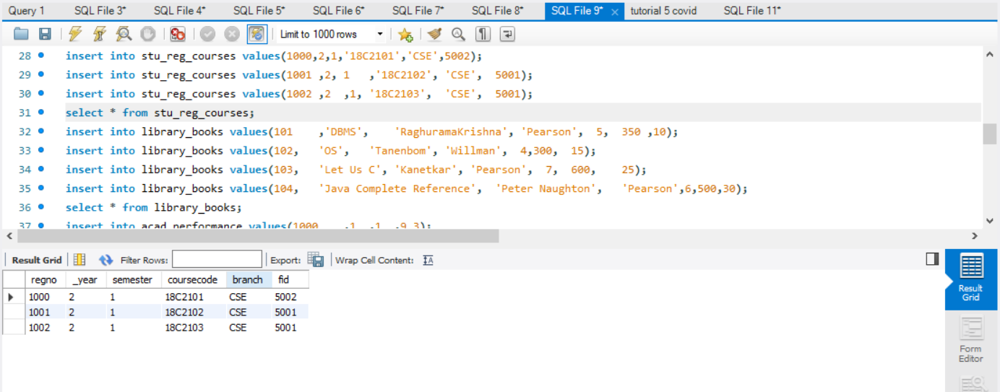 Query 1 SQL File 3* SQL File 4* SQL File 5* SQL File 6* SQL File 7* SQL File 8* SQL File 9* × tutorial 5 covid SQL File 11*
Limit to 1000 rows
28 insert into stu_reg_courses values(1000,2,1,'18C2101','CSE',5002);
29 insert into stu_reg_courses values(1001 ,2, 1 ,'18C2102', 'CSE', 5001);
30 insert into stu_reg_courses values(1002 ,2 ,1, '18C2103', 'CSE', 5001);
31 select * from stu_reg_courses;
32 insert into library_books values(101 ,'DBMS', 'RaghuramaKrishna', 'Pearson', 5, 350 ,10);
33 insert into library_books values(102, 'OS', 'Tanenbom', 'Willman', 4,300, 15);
34 insert into library_books values(103, 'Let Us C', 'Kanetkar', 'Pearson', 7, 600, 25);
35 insert into library_books values(104, 'Java Complete Reference', 'Peter Naughton', 'Pearson',6,500,30);
36 select * from library_books;
37 insert into acad_performance values(1000 ,1 ,1 ,9.3);
Result Grid Filter Rows: Export: Wrap Cell Content:
regno _year semester coursecode branch fid
1000 2 1 18C2101 CSE 5002
1001 2 1 18C2102 CSE 5001
1002 2 1 18C2103 CSE 5001
Result
Grid
Form
Editor